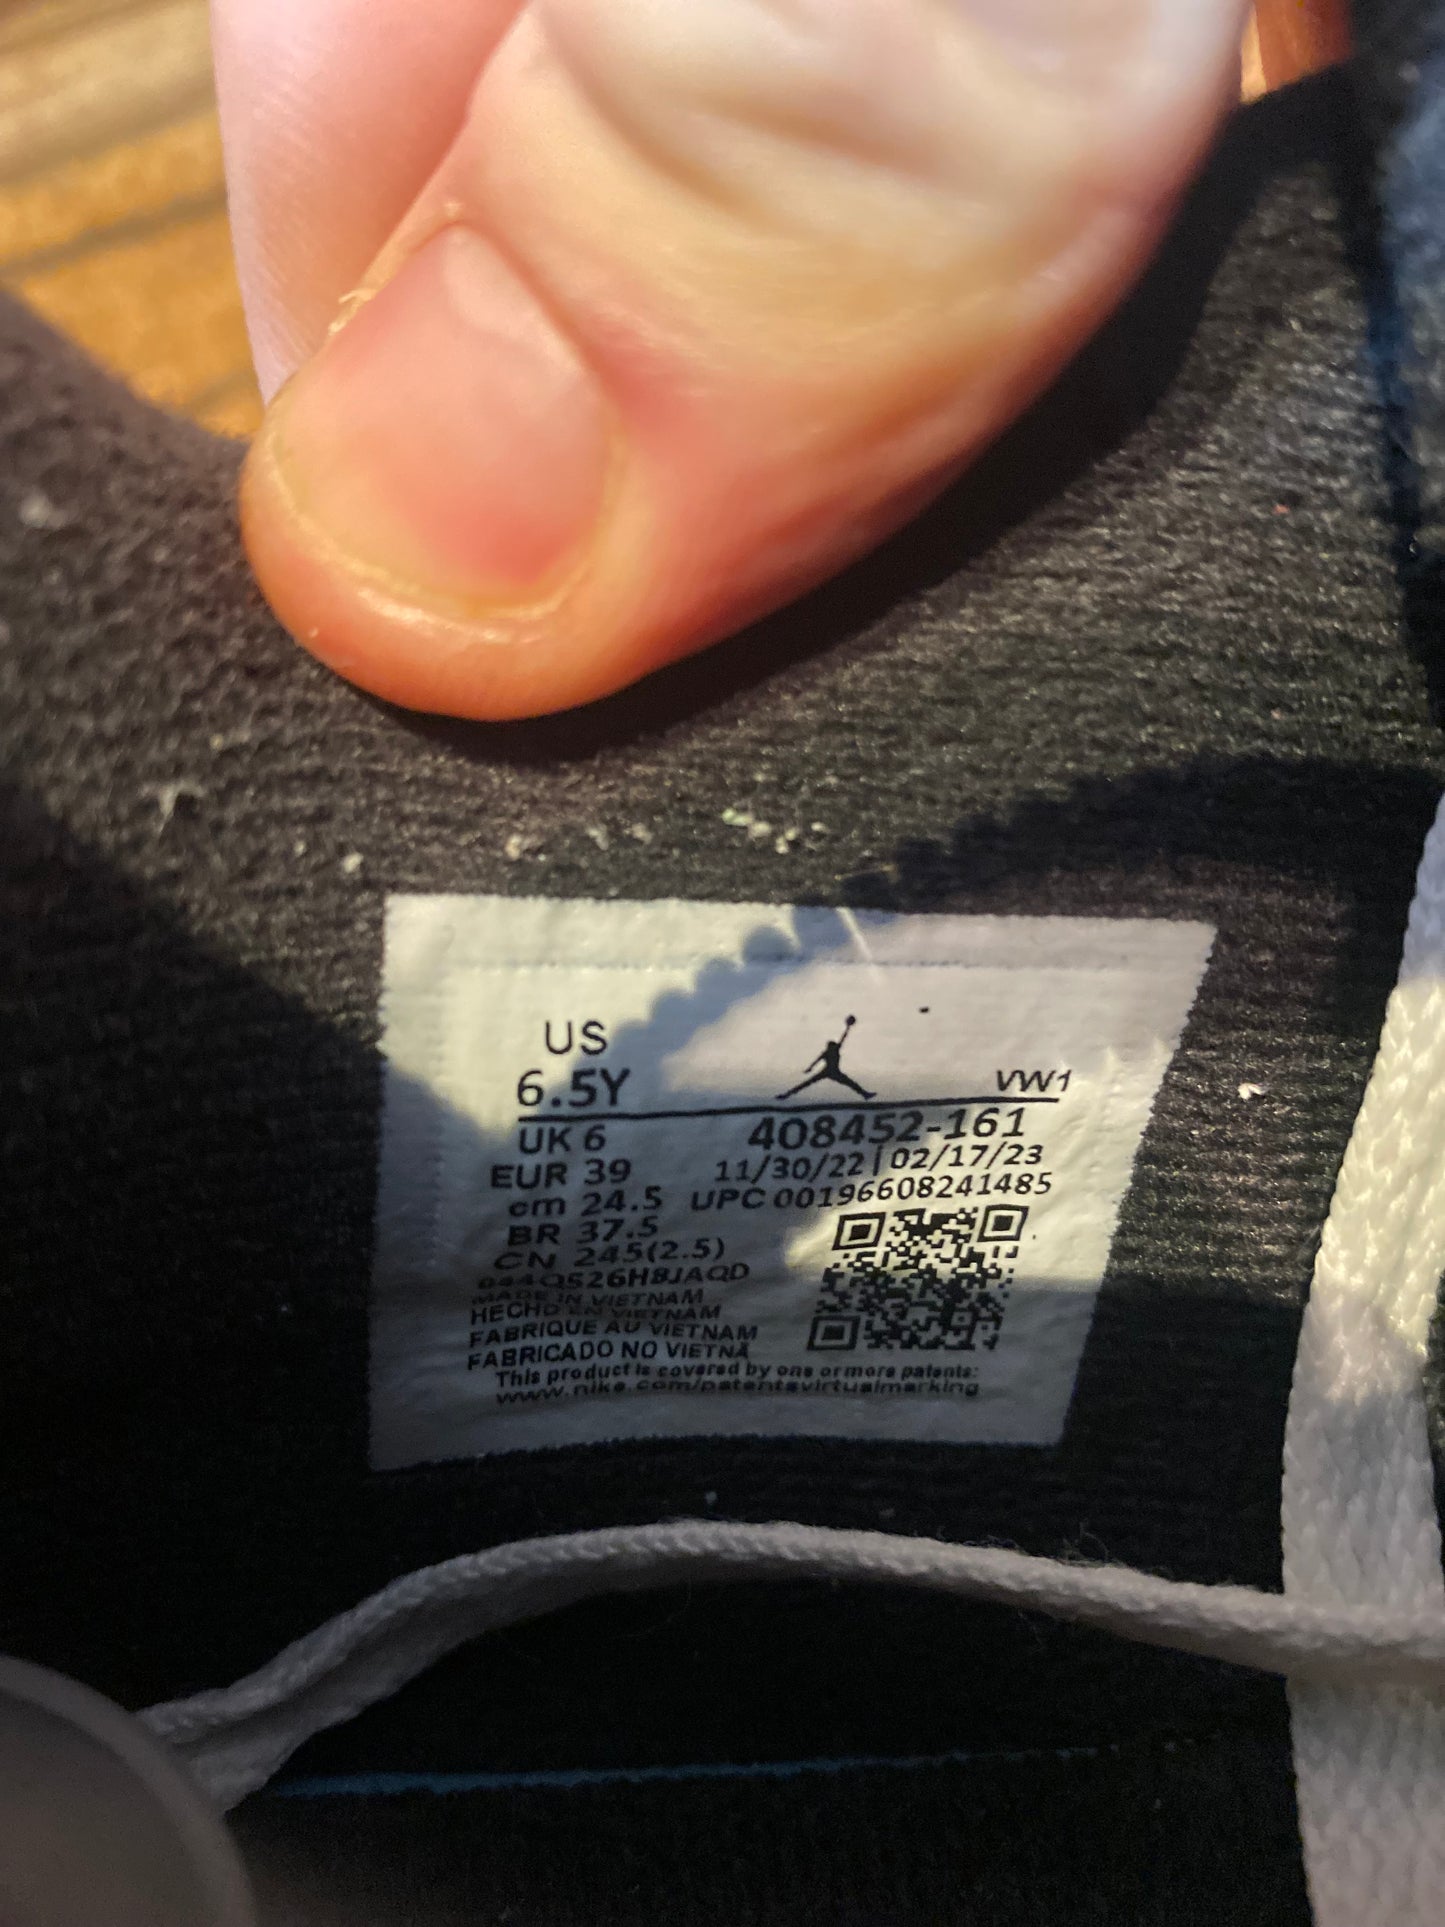 US
6.5Y
VW1
UK 6
408452-161
EUR 39
11/30/22 | 02/17/23
cm 24.5
UPC 00196608241485
BR 37.5
CN 245(2.5)
MADE IN VIETNAM
HECHO EN VIETNAM
FABRIQUE AU VIETNAM
FABRICADO NO VIETNÃ
This product is covered by one or more patents:
www.nike.com/patentsvirtualmarking